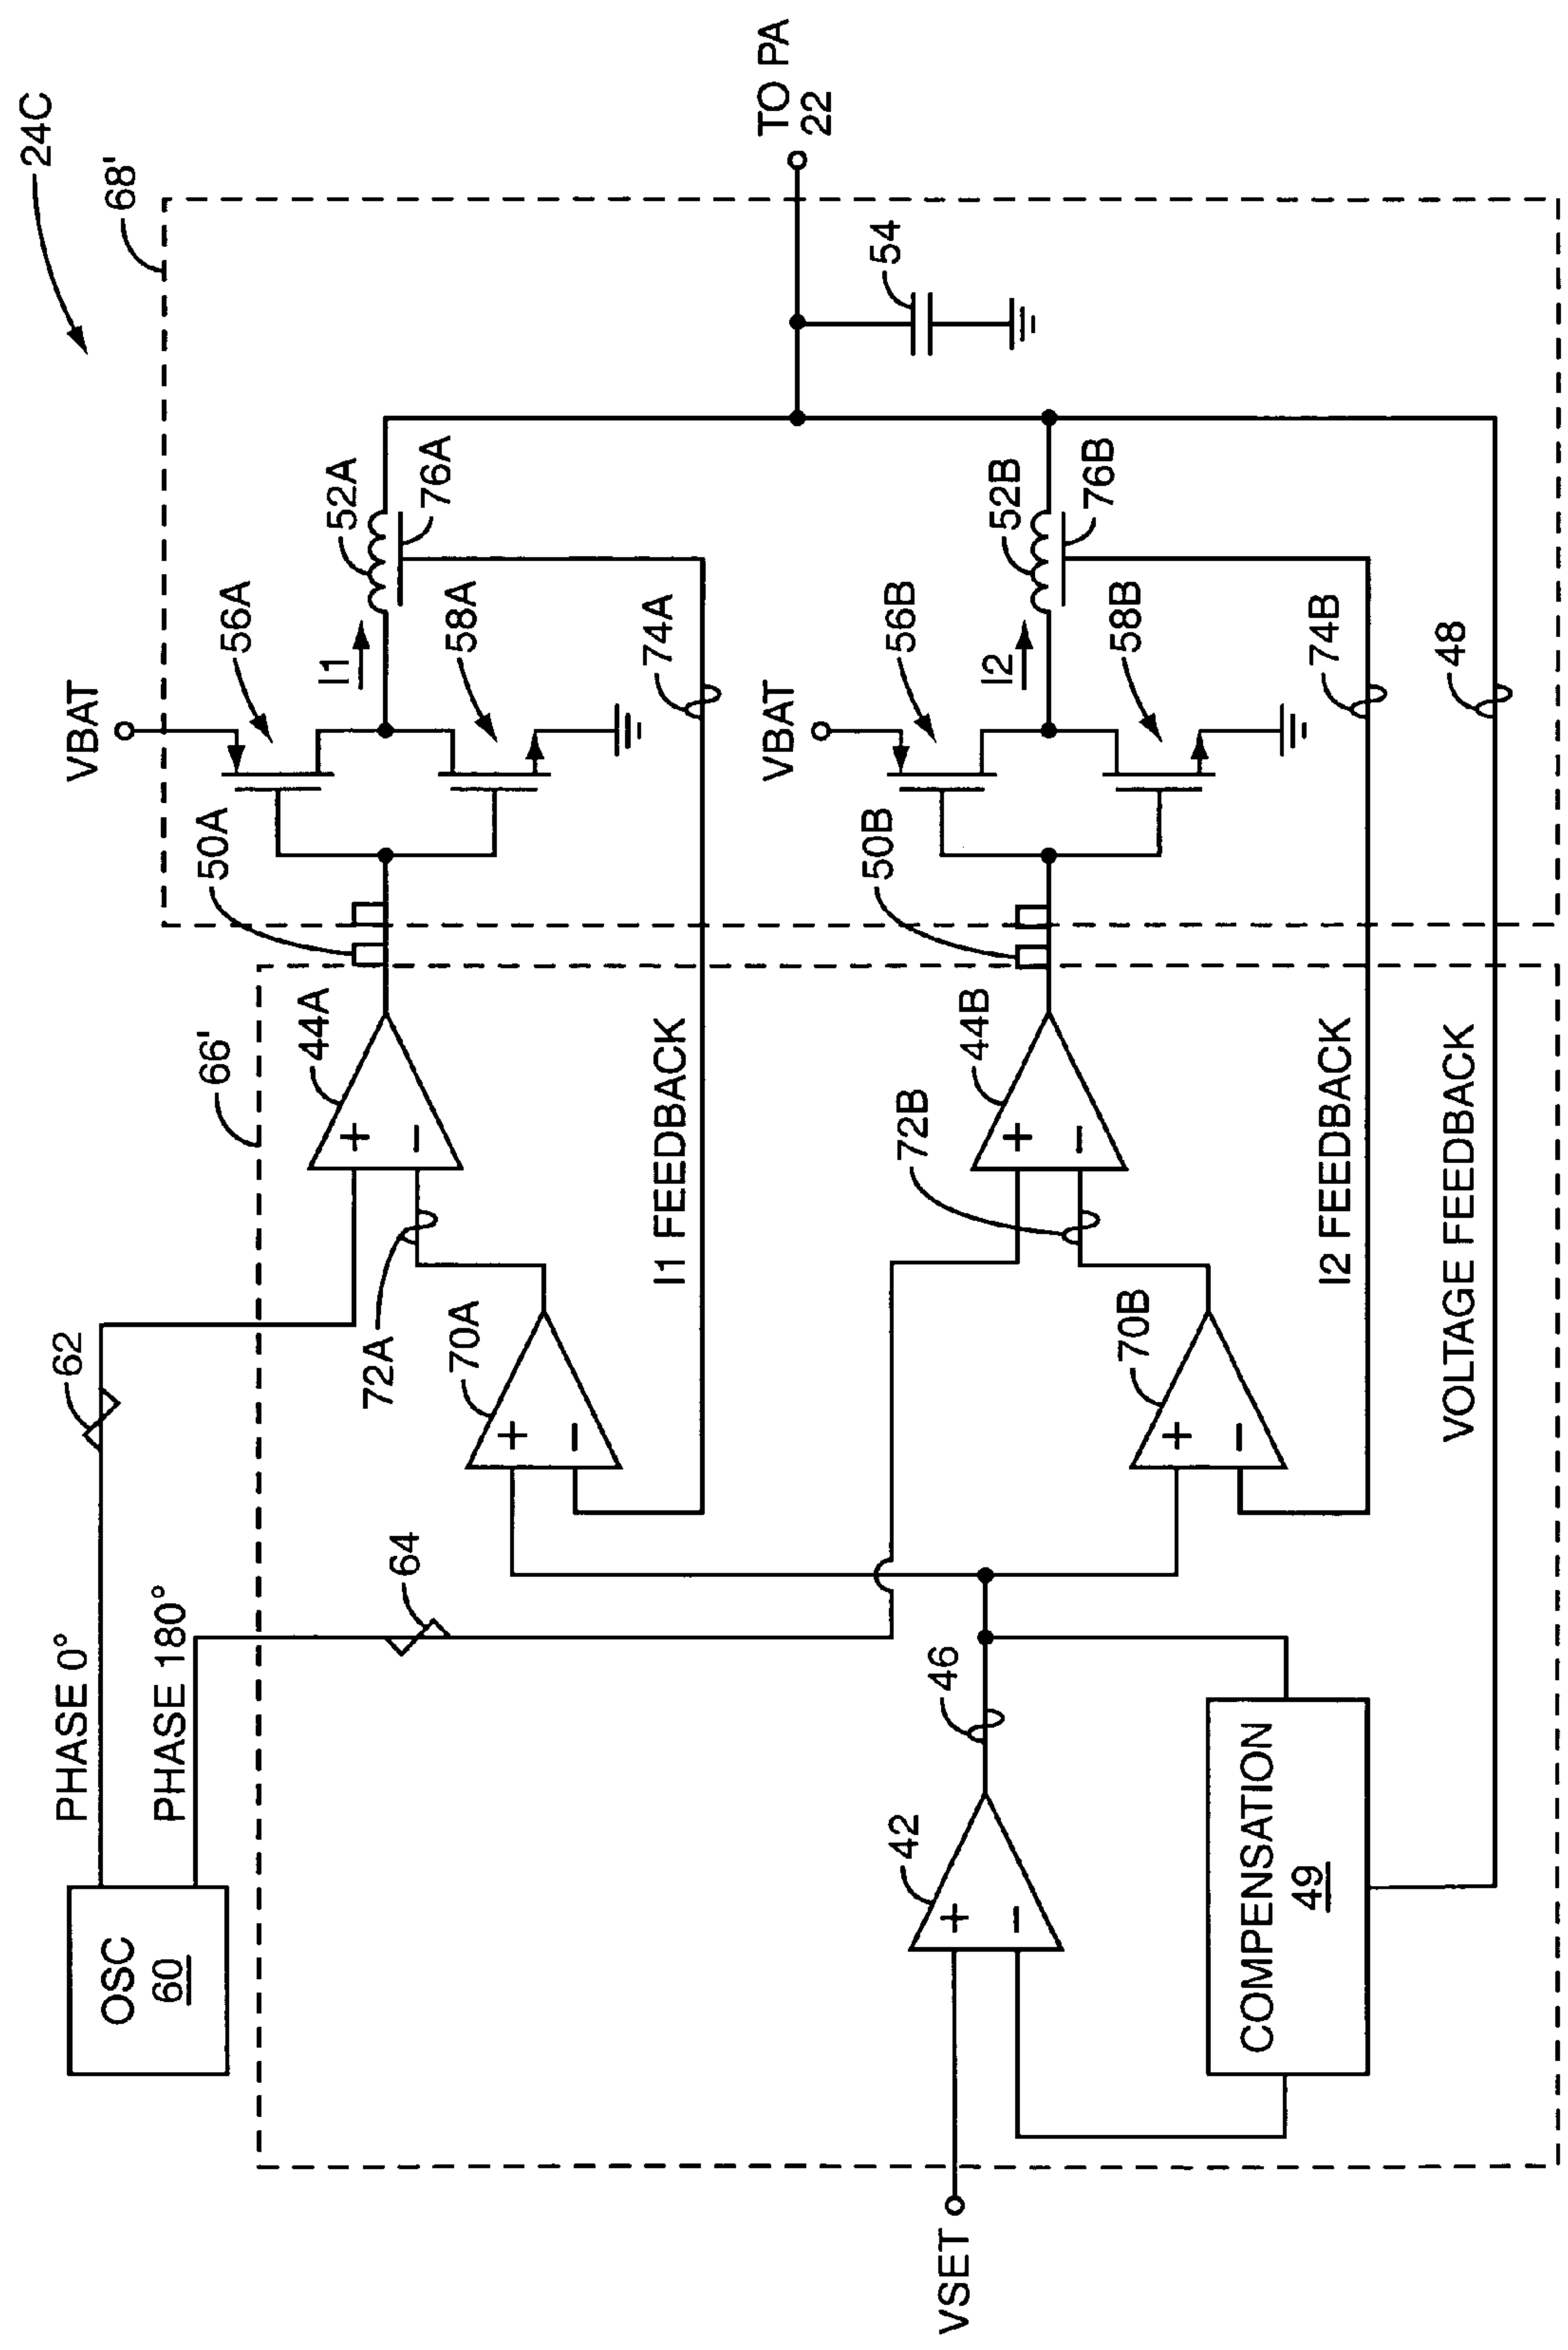 24C
68'
TO PA
22
54
VBAT
56A
I1
52A
76A
58A
50A
74A
66'
44A
62
72A
70A
I1 FEEDBACK
PHASE 0°
PHASE 180°
OSC
60
64
VBAT
56B
I2
52B
76B
58B
50B
74B
48
44B
72B
70B
I2 FEEDBACK
VOLTAGE FEEDBACK
46
42
COMPENSATION
49
VSET
+
−
+
−
+
−
+
−
+
−